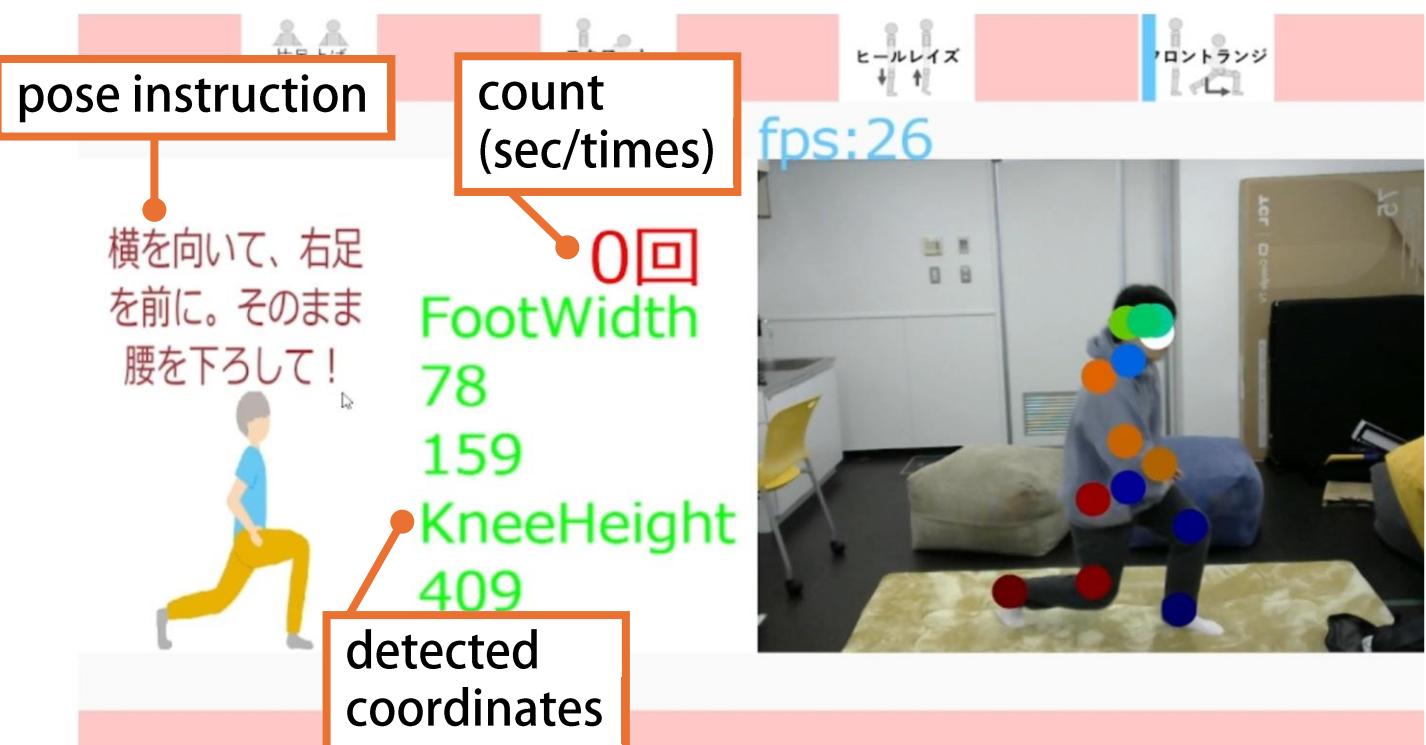 ヒールレイズ
フロントランジ
pose instruction
count
(sec/times)
fps:26
横を向いて、右足
を前に。そのまま
腰を下ろして！
0回
FootWidth
78
159
KneeHeight
409
detected
coordinates